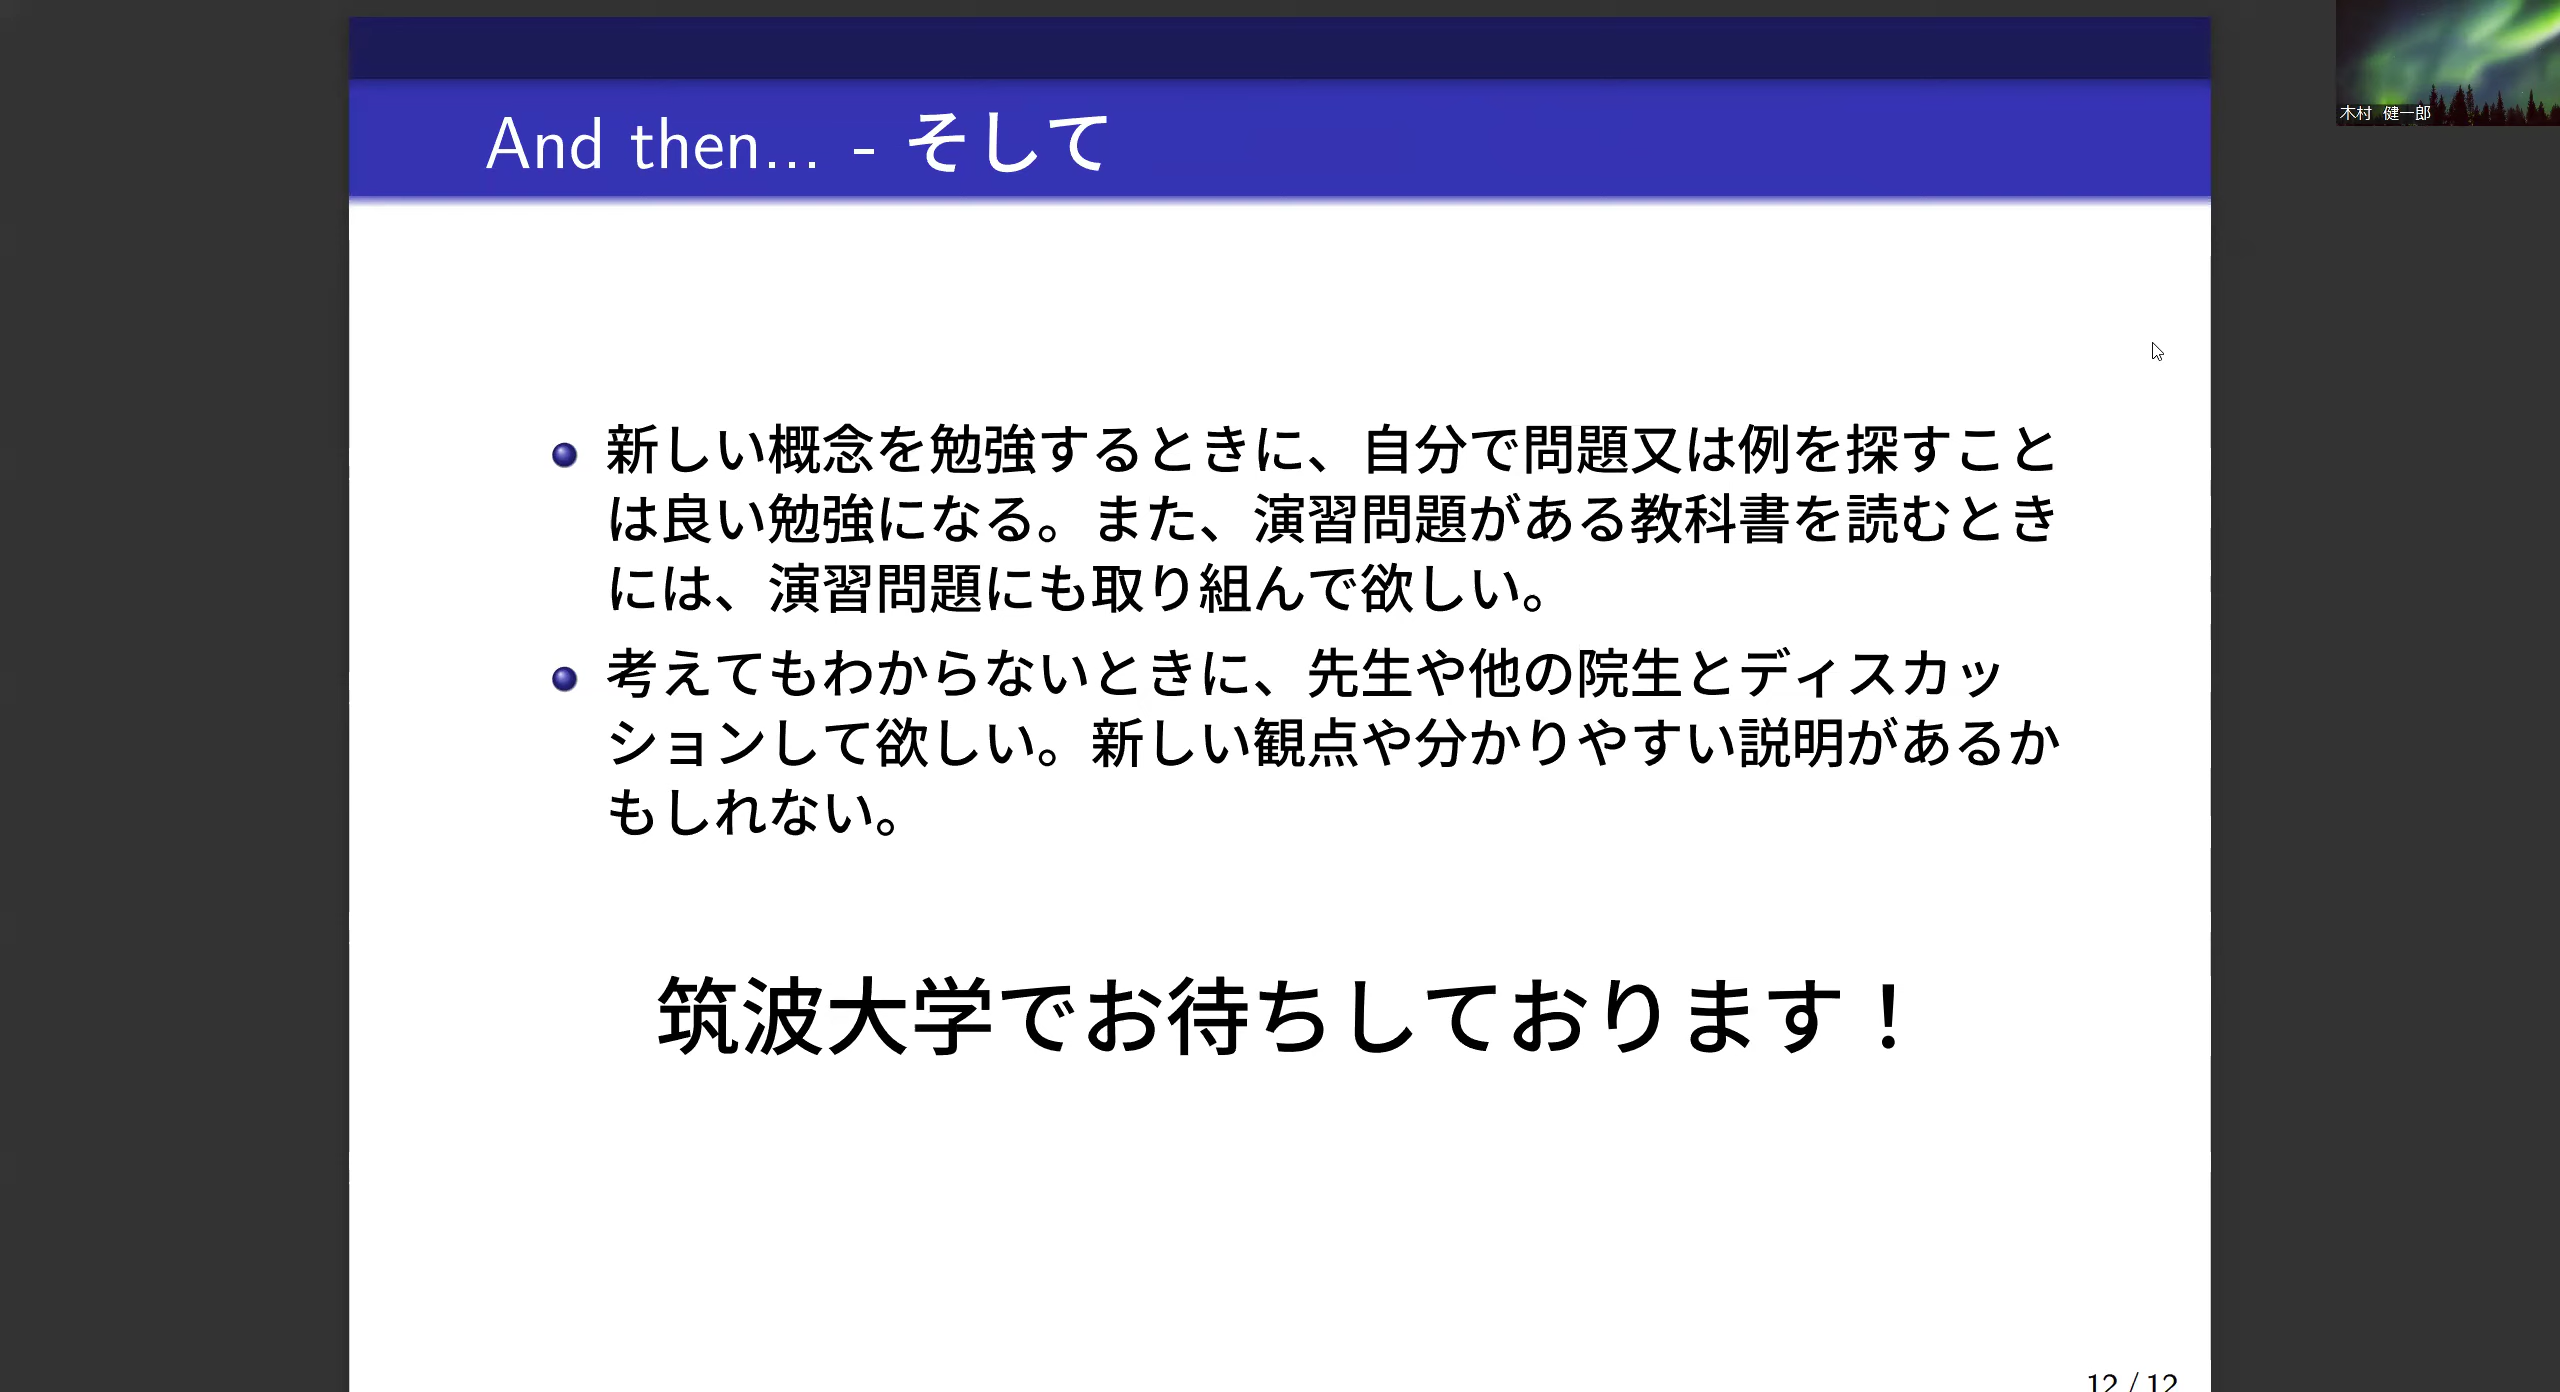 And then... - そして
木村 健一郎
新しい概念を勉強するときに、自分で問題又は例を探すこと
は良い勉強になる。また、演習問題がある教科書を読むとき
には、演習問題にも取り組んで欲しい。
考えてもわからないときに、先生や他の院生とディスカッ
ションして欲しい。新しい観点や分かりやすい説明があるか
もしれない。
筑波大学でお待ちしております！
12 / 12